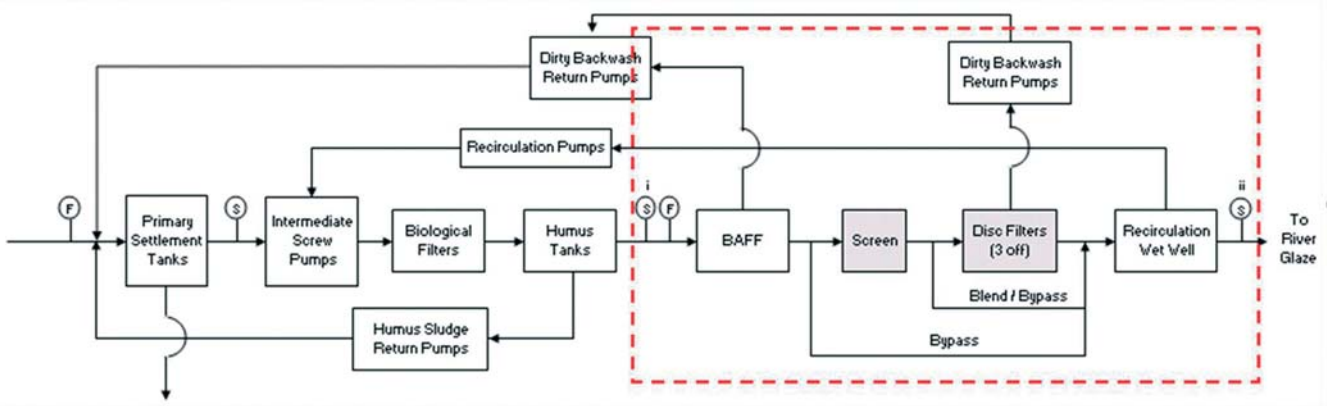 Dirty Backwash
Return Pumps
Dirty Backwash
Return Pumps
Recirculation Pumps
F
Primary
Settlement
Tanks
S
Intermediate
Screw
Pumps
Biological
Filters
Humus
Tanks
i
S
F
BAFF
Screen
Disc Filters
(3 off)
Recirculation
Wet Well
ii
S
To
River
Glaze
Blend / Bypass
Bypass
Humus Sludge
Return Pumps